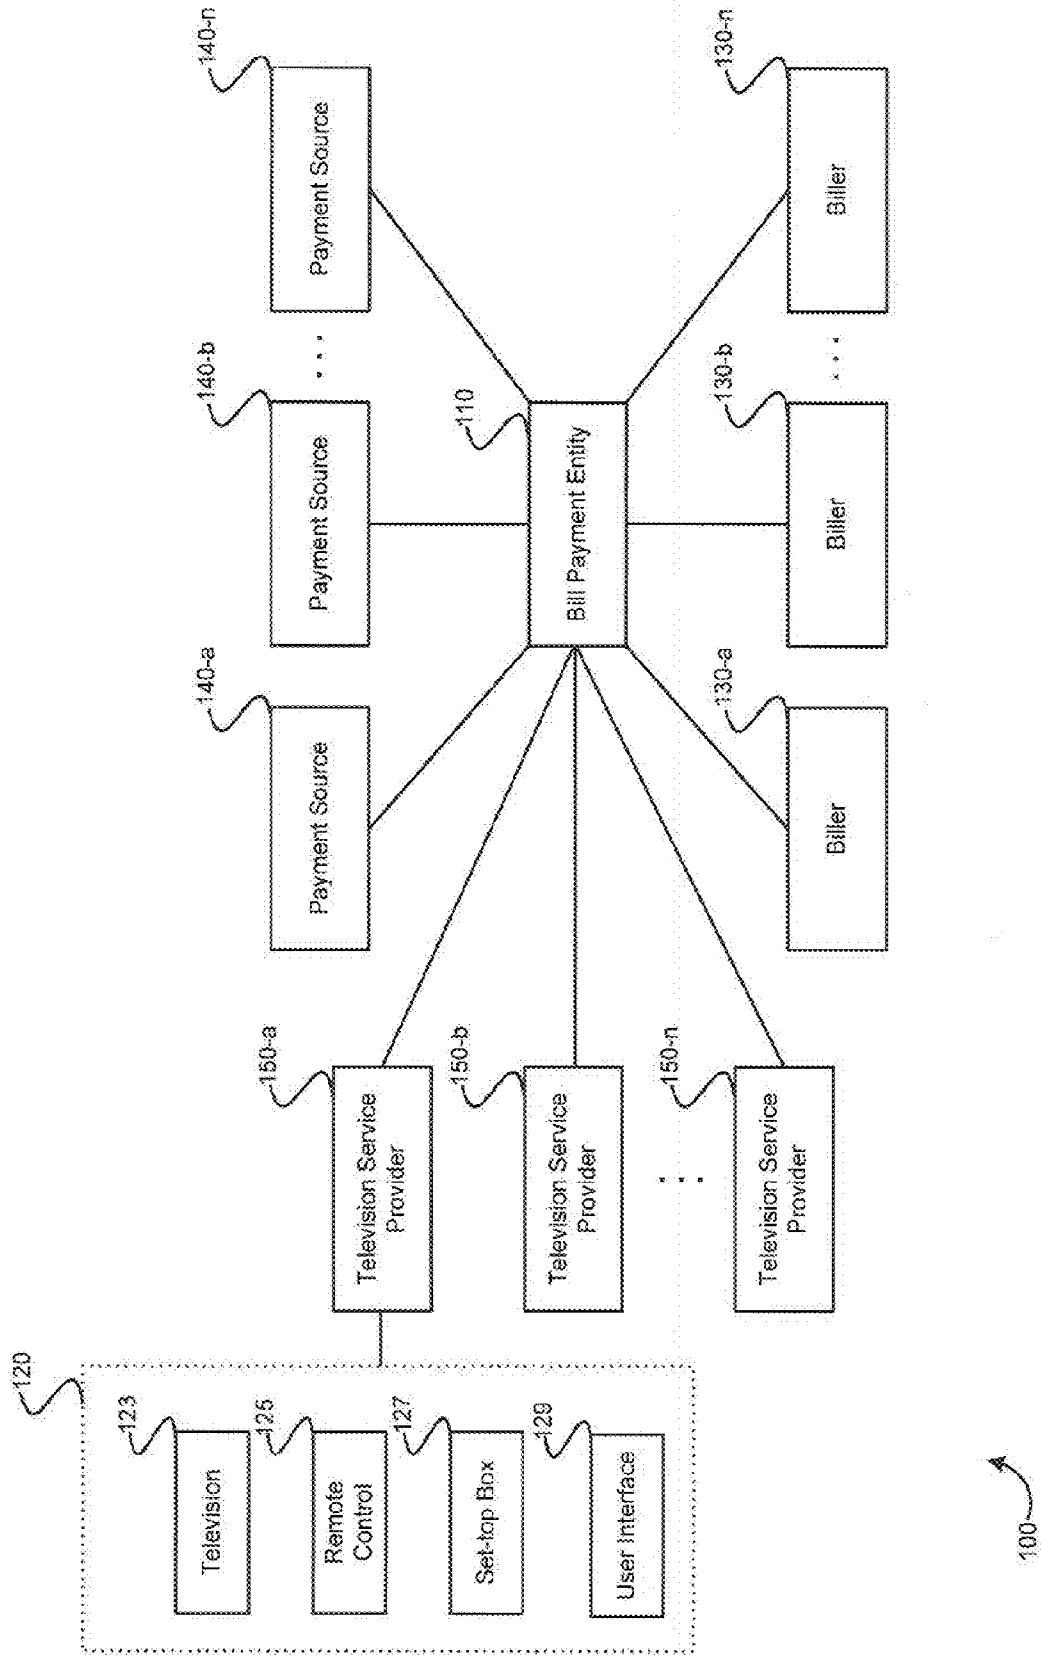 120
123
Television
125
Remote
Control
127
Set-top Box
129
User Interface
150-a
Television Service
Provider
150-b
Television Service
Provider
. . .
150-n
Television Service
Provider
140-a
Payment Source
140-b
Payment Source
. . .
140-n
Payment Source
110
Bill Payment Entity
130-a
Biller
130-b
Biller
. . .
130-n
Biller
100